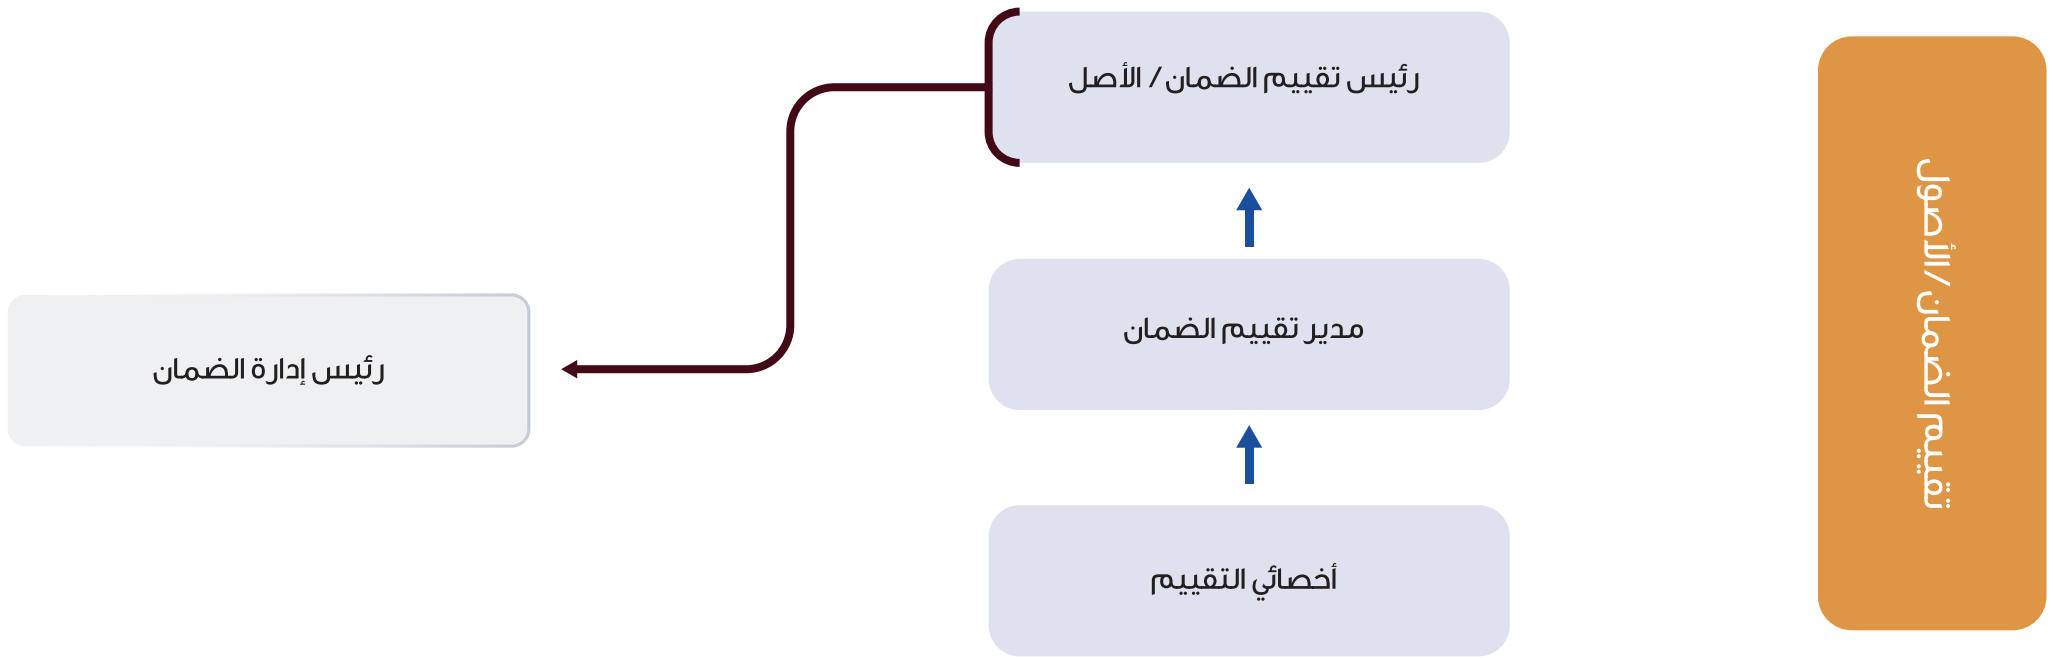 تقييم الضمان /الأصول
رئيس تقييم الضمان/ الأصل
مدير تقييم الضمان
أخصائي التقييم
رئيس إدارة الضمان